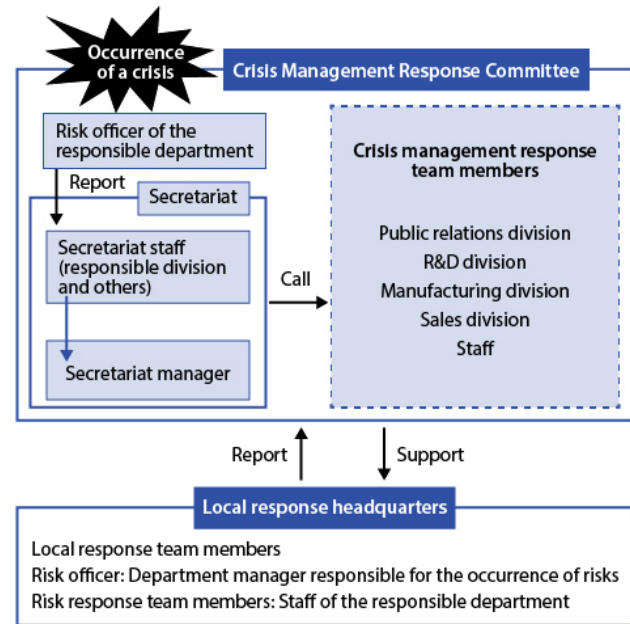 Occurrence
of a crisis
Crisis Management Response Committee
Risk officer of the
responsible department
Report
Secretariat
Secretariat staff
(responsible division
and others)
Secretariat manager
Call
Crisis management response
team members
Public relations division
R&D division
Manufacturing division
Sales division
Staff
Report
Support
Local response headquarters
Local response team members
Risk officer: Department manager responsible for the occurrence of risks
Risk response team members: Staff of the responsible department